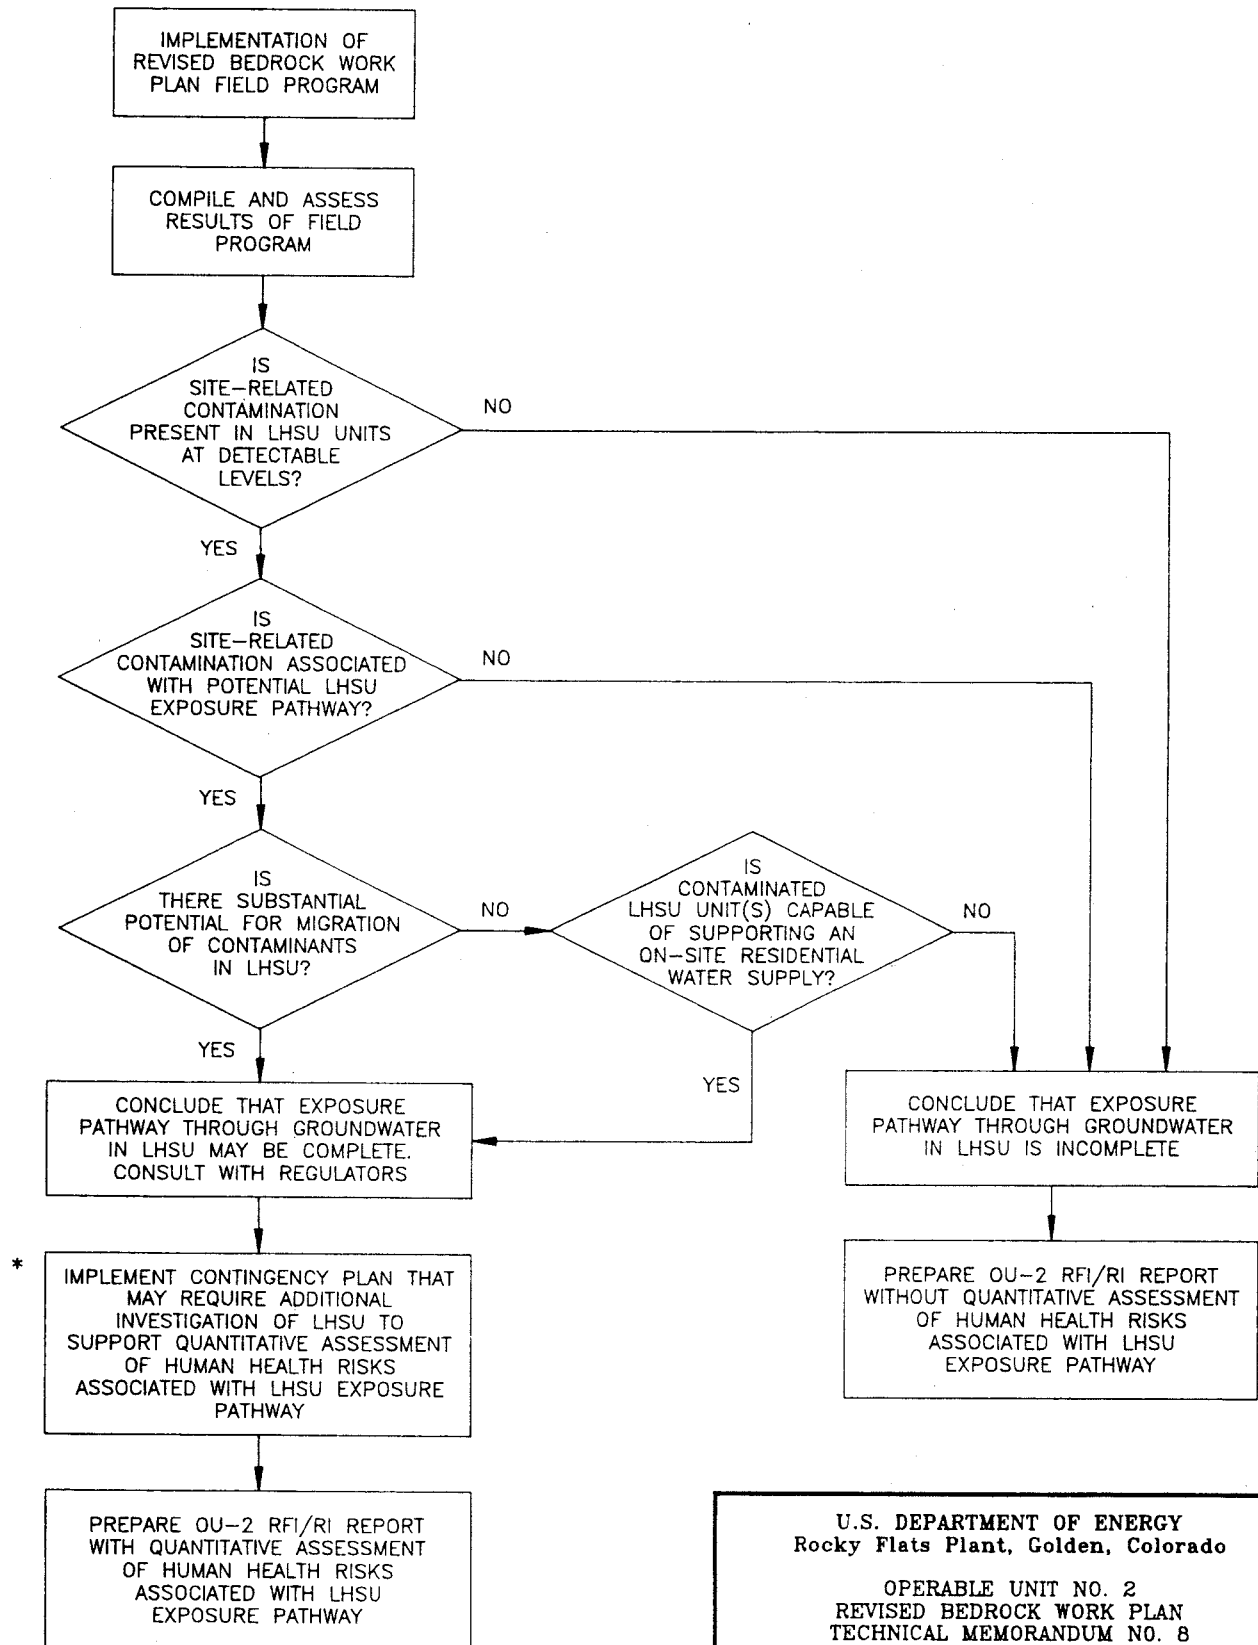 IMPLEMENTATION OF
REVISED BEDROCK WORK
PLAN FIELD PROGRAM
COMPILE AND ASSESS
RESULTS OF FIELD
PROGRAM
IS
SITE-RELATED
CONTAMINATION
PRESENT IN LHSU UNITS
AT DETECTABLE
LEVELS?
NO
YES
IS
SITE-RELATED
CONTAMINATION ASSOCIATED
WITH POTENTIAL LHSU
EXPOSURE PATHWAY?
NO
YES
IS
THERE SUBSTANTIAL
POTENTIAL FOR MIGRATION
OF CONTAMINANTS
IN LHSU?
NO
IS
CONTAMINATED
LHSU UNIT(S) CAPABLE
OF SUPPORTING AN
ON-SITE RESIDENTIAL
WATER SUPPLY?
NO
YES
YES
CONCLUDE THAT EXPOSURE
PATHWAY THROUGH GROUNDWATER
IN LHSU MAY BE COMPLETE.
CONSULT WITH REGULATORS
CONCLUDE THAT EXPOSURE
PATHWAY THROUGH GROUNDWATER
IN LHSU IS INCOMPLETE
*
IMPLEMENT CONTINGENCY PLAN THAT
MAY REQUIRE ADDITIONAL
INVESTIGATION OF LHSU TO
SUPPORT QUANTITATIVE ASSESSMENT
OF HUMAN HEALTH RISKS
ASSOCIATED WITH LHSU EXPOSURE
PATHWAY
PREPARE OU-2 RFI/RI REPORT
WITHOUT QUANTITATIVE ASSESSMENT
OF HUMAN HEALTH RISKS
ASSOCIATED WITH LHSU
EXPOSURE PATHWAY
PREPARE OU-2 RFI/RI REPORT
WITH QUANTITATIVE ASSESSMENT
OF HUMAN HEALTH RISKS
ASSOCIATED WITH LHSU
EXPOSURE PATHWAY
U.S. DEPARTMENT OF ENERGY
Rocky Flats Plant, Golden, Colorado
OPERABLE UNIT NO. 2
REVISED BEDROCK WORK PLAN
TECHNICAL MEMORANDUM NO. 8